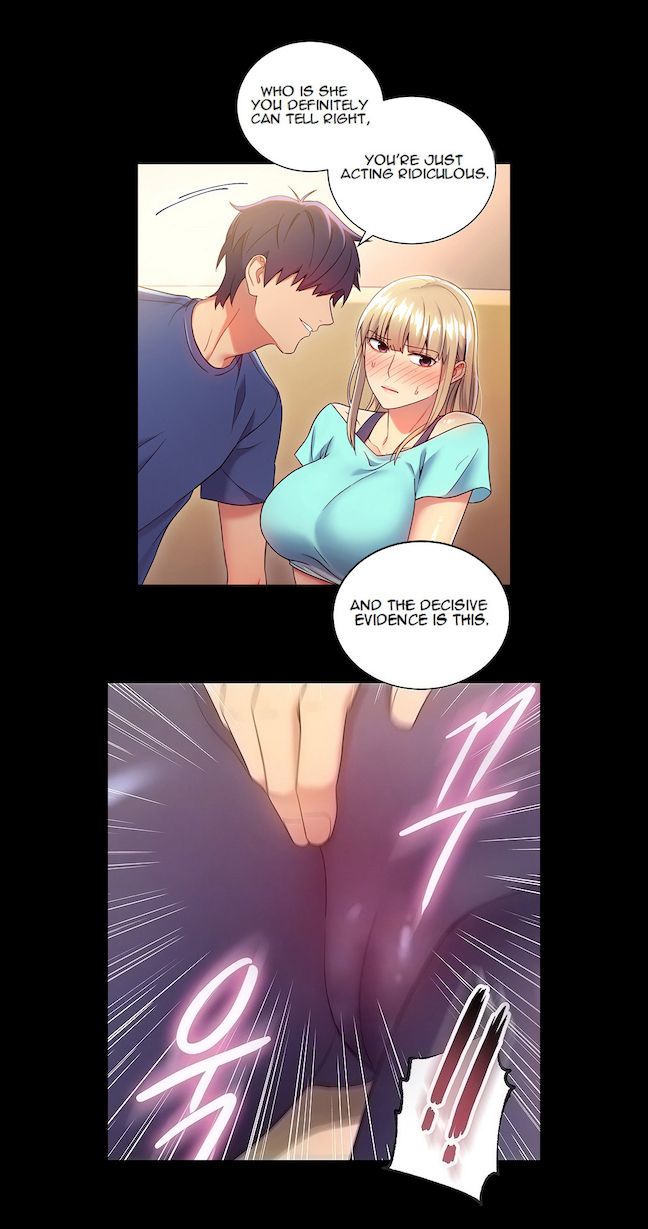 WHO IS SHE
YOU DEFINITELY
CAN TELL RIGHT,
YOU'RE JUST
ACTING RIDICULOUS.
AND THE DECISIVE
EVIDENCE IS THIS.
꾸
욱
!!